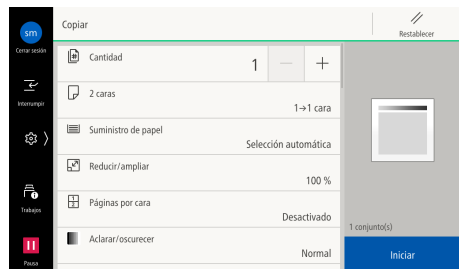 sm
Cerrar sesión
Interrumpir
Trabajos
Pausa
Copiar
Restablecer
Cantidad
1
2 caras
1→1 cara
Suministro de papel
Selección automática
Reducir/ampliar
100 %
Páginas por cara
Desactivado
Aclarar/oscurecer
Normal
1 conjunto(s)
Iniciar